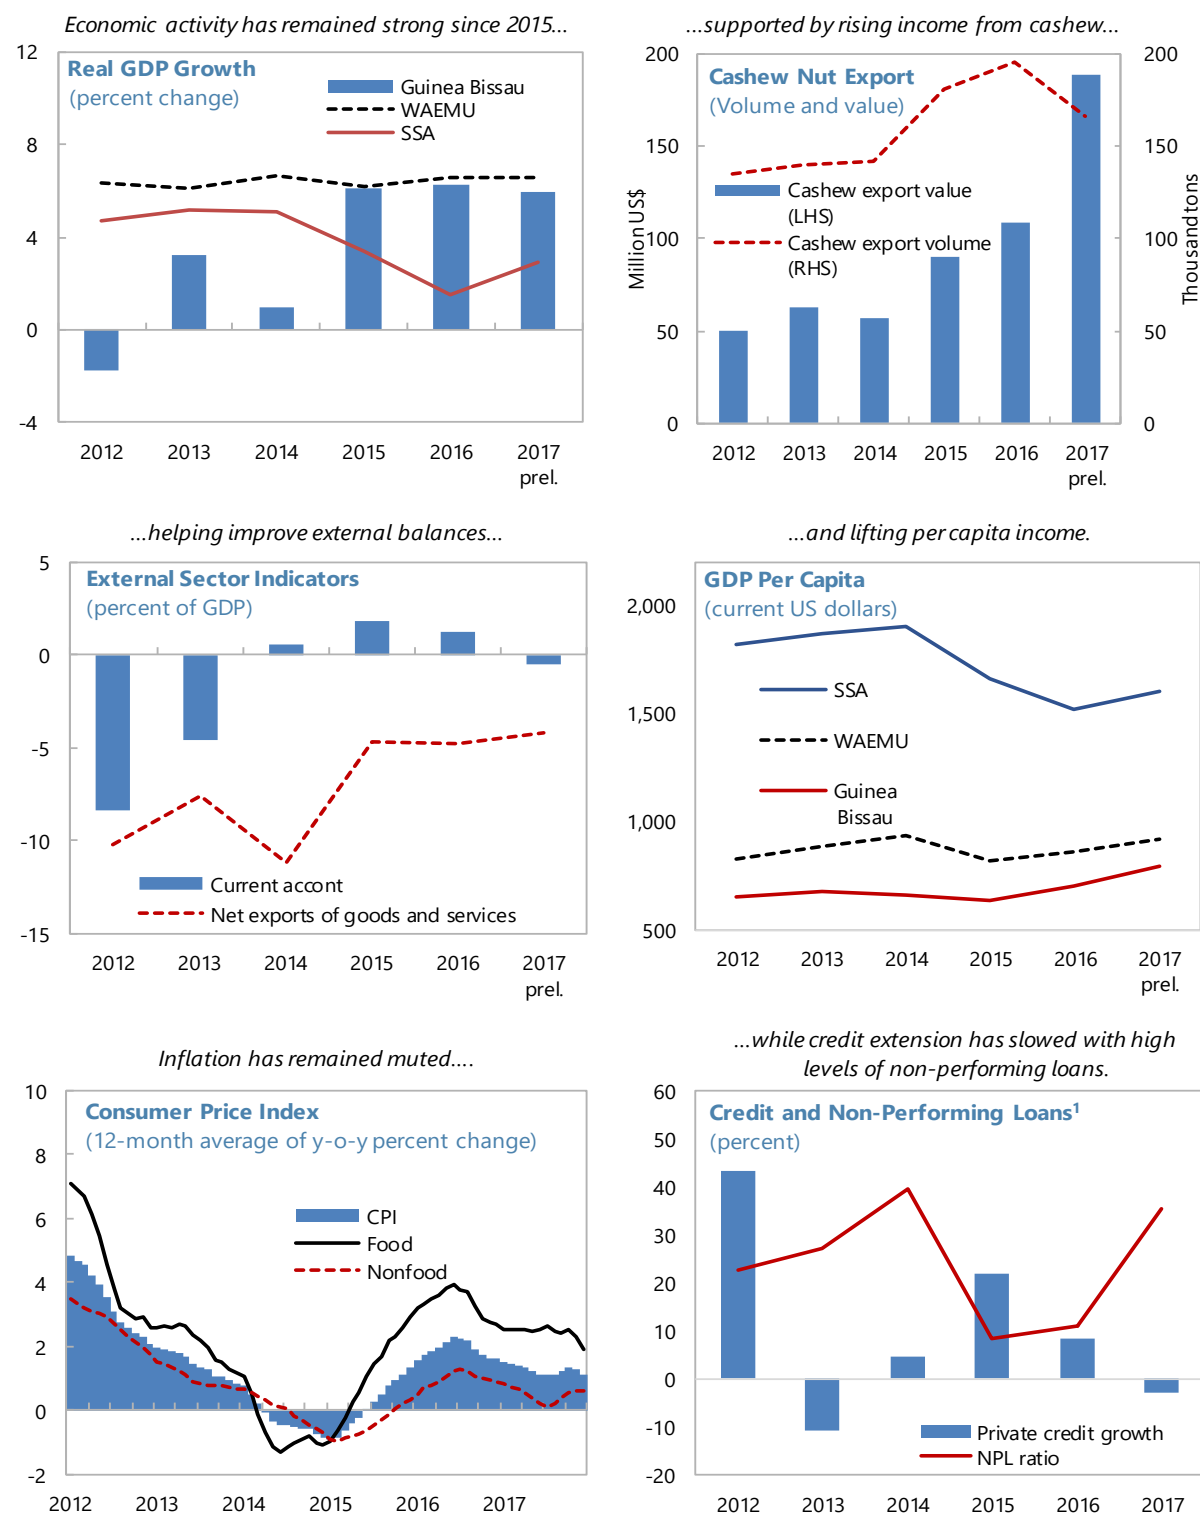 Economic activity has remained strong since 2015...
Real GDP Growth
(percent change)
Guinea Bissau
WAEMU
SSA
12
8
4
0
-4
2012 2013 2014 2015 2016 2017
prel.
...supported by rising income from cashew...
Cashew Nut Export
(Volume and value)
Cashew export value
(LHS)
Cashew export volume
(RHS)
Million US$
Thousand tons
200 200
150 150
100 100
50 50
0 0
2012 2013 2014 2015 2016 2017
prel.
...helping improve external balances...
External Sector Indicators
(percent of GDP)
5
0
-5
-10
-15
Current accont
Net exports of goods and services
2012 2013 2014 2015 2016 2017
prel.
...and lifting per capita income.
GDP Per Capita
(current US dollars)
2,000
1,500
1,000
500
SSA
WAEMU
Guinea
Bissau
2012 2013 2014 2015 2016 2017
prel.
Inflation has remained muted....
Consumer Price Index
(12-month average of y-o-y percent change)
10
8
6
4
2
0
-2
CPI
Food
Nonfood
2012 2013 2014 2015 2016 2017
...while credit extension has slowed with high
levels of non-performing loans.
Credit and Non-Performing Loans¹
(percent)
60
50
40
30
20
10
0
-10
-20
Private credit growth
NPL ratio
2012 2013 2014 2015 2016 2017